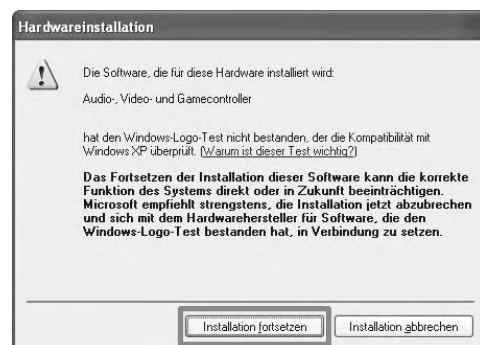 Hardwareinstallation
Die Software, die für diese Hardware installiert wird:
Audio-, Video- und Gamecontroller
hat den Windows-Logo-Test nicht bestanden, der die Kompatibilität mit
Windows XP überprüft. (Warum ist dieser Test wichtig?)
Das Fortsetzen der Installation dieser Software kann die korrekte
Funktion des Systems direkt oder in Zukunft beeinträchtigen.
Microsoft empfiehlt strengstens, die Installation jetzt abzubrechen
und sich mit dem Hardwarehersteller für Software, die den
Windows-Logo-Test bestanden hat, in Verbindung zu setzen.
Installation fortsetzen Installation abbrechen